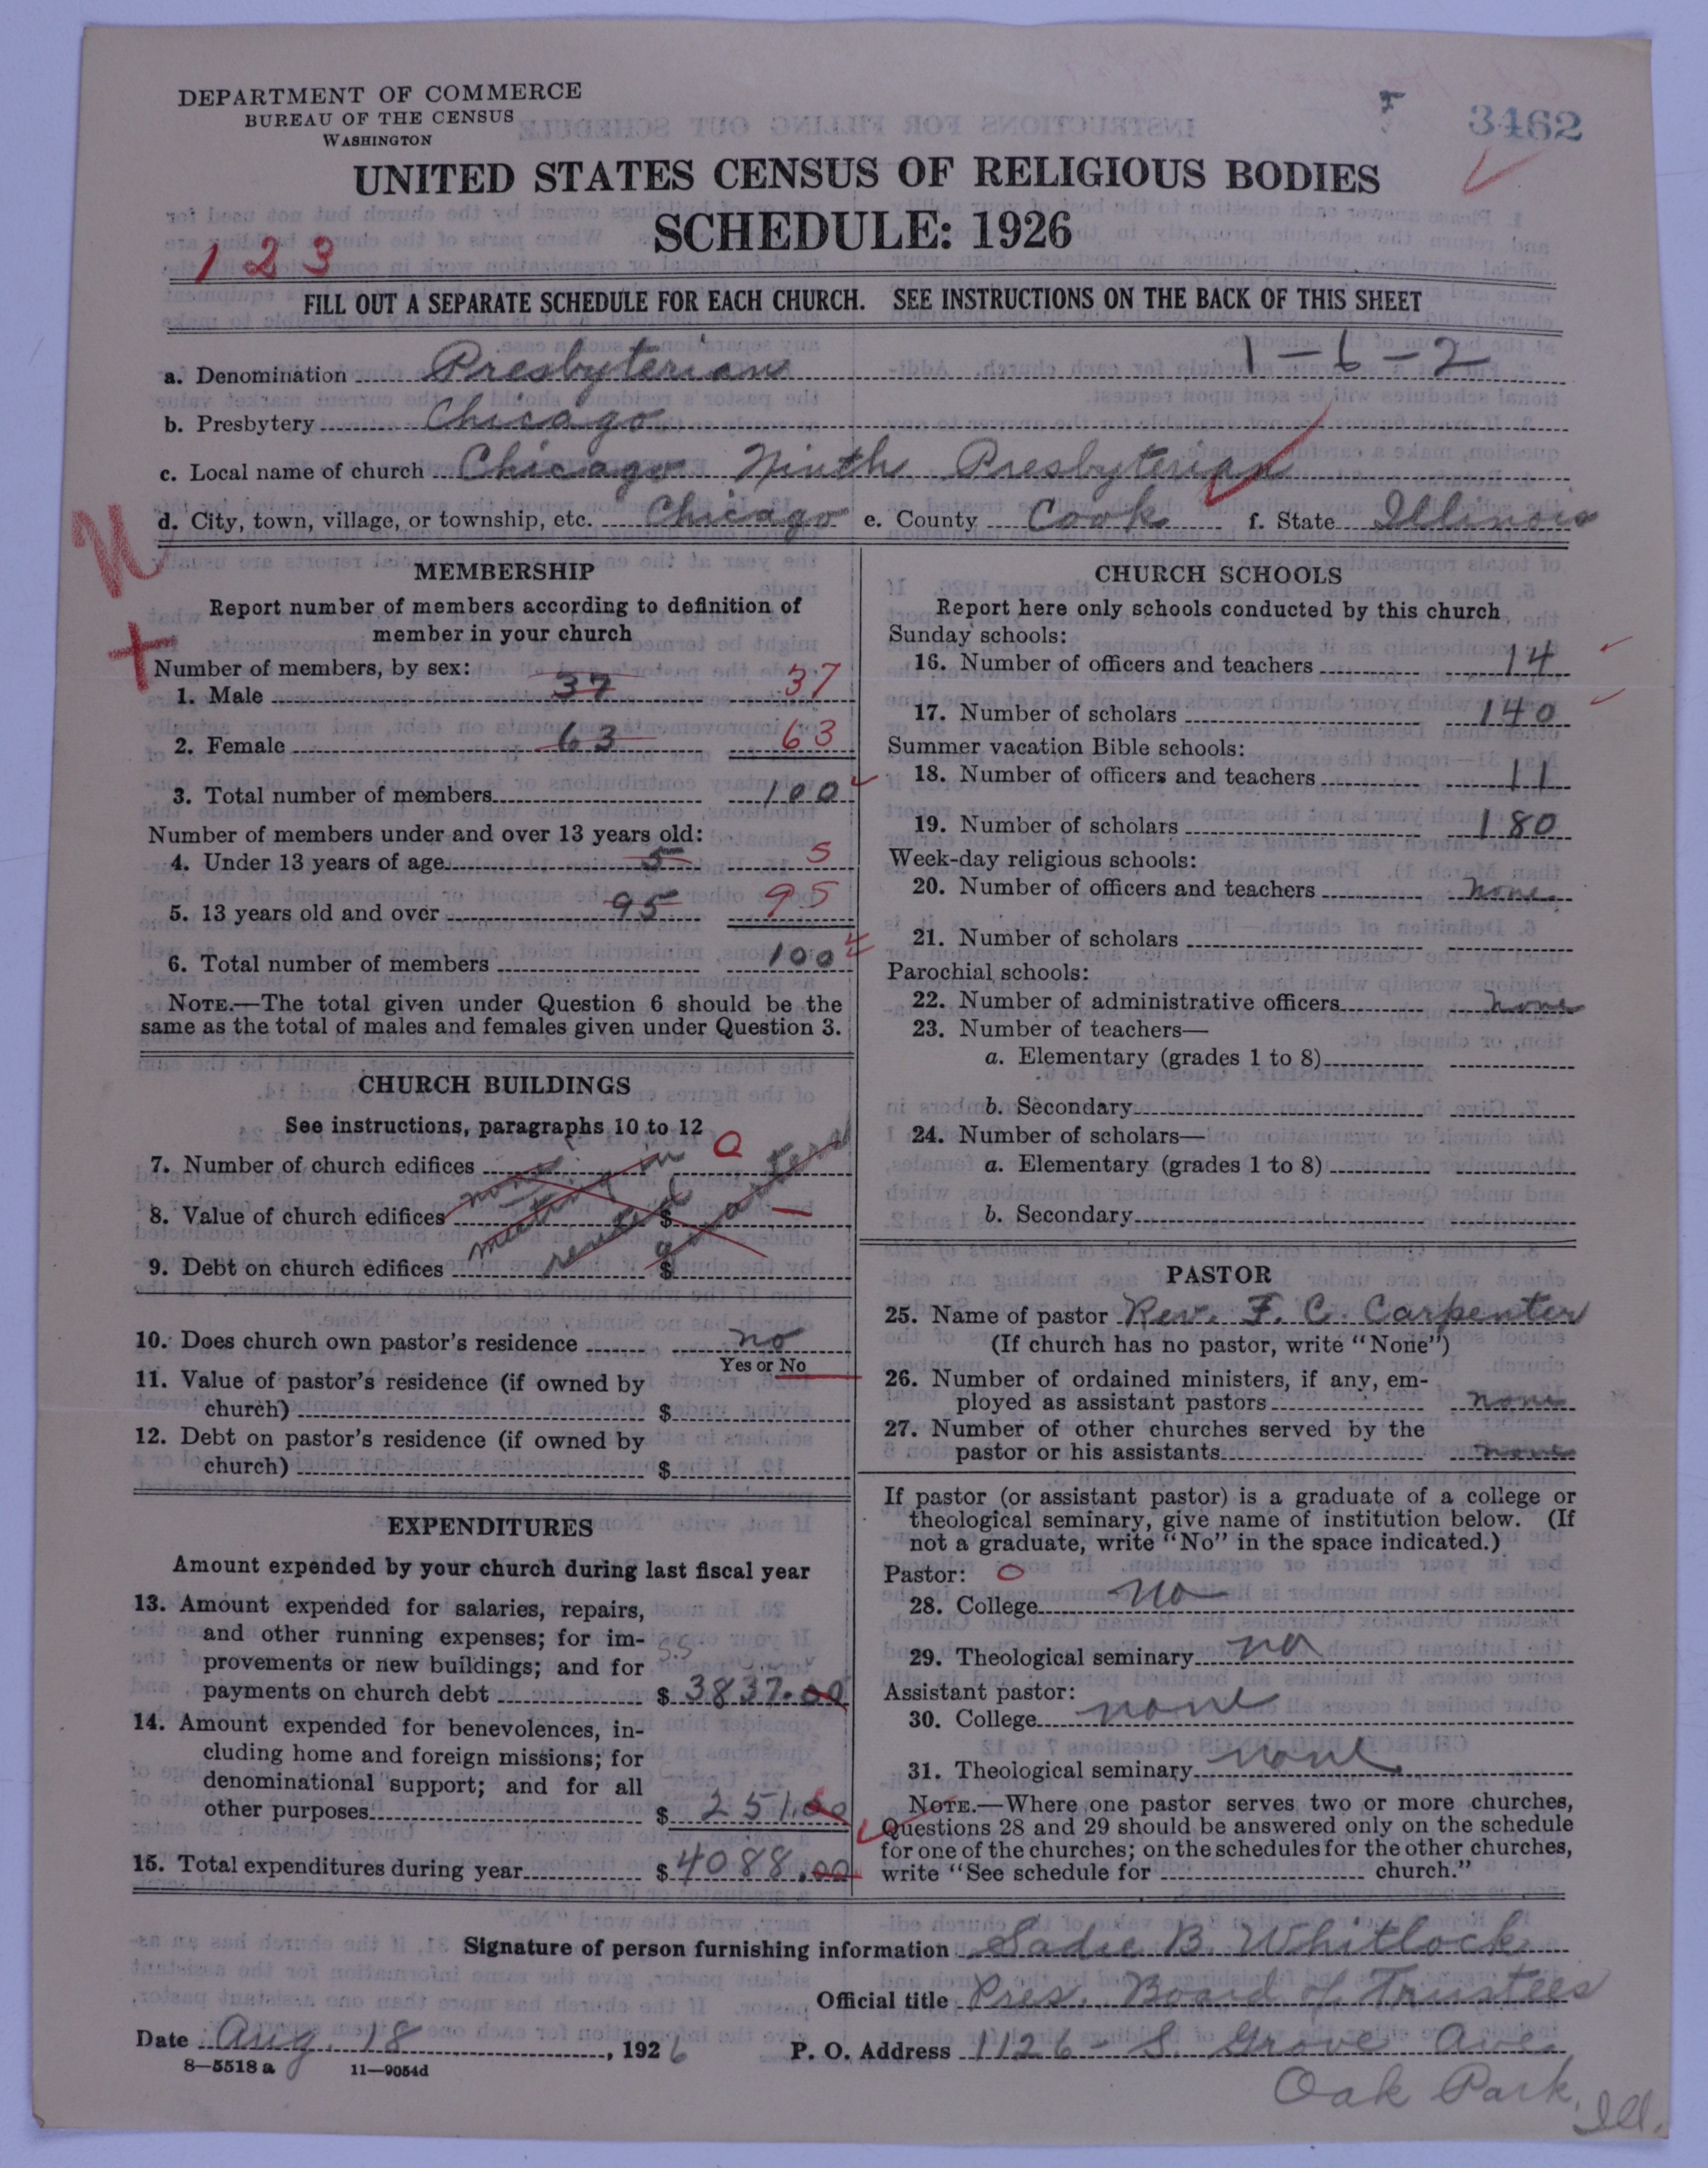 DEPARTMENT OF COMMERCE
BUREAU OF THE CENSUS
WASHINGTON
3462
UNITED STATES CENSUS OF RELIGIOUS BODIES
SCHEDULE: 1926
1 2 3
FILL OUT A SEPARATE SCHEDULE FOR EACH CHURCH. SEE INSTRUCTIONS ON THE BACK OF THIS SHEET
a. Denomination Presbyterian 1-6-2
b. Presbytery Chicago
c. Local name of church Chicago Ninth Presbyterian
d. City, town, village, or township, etc. Chicago e. County Cook f. State Illinois
N
+
MEMBERSHIP
Report number of members according to definition of
member in your church
Number of members, by sex:
1. Male 37 37
2. Female 63 63
3. Total number of members 100
Number of members under and over 13 years old:
4. Under 13 years of age 5 5
5. 13 years old and over 95 95
6. Total number of members 100
NOTE.—The total given under Question 6 should be the
same as the total of males and females given under Question 3.
CHURCH BUILDINGS
See instructions, paragraphs 10 to 12
7. Number of church edifices none 0
8. Value of church edifices $ —
meeting in
rented quarters
9. Debt on church edifices $
10. Does church own pastor's residence no
Yes or No
11. Value of pastor's residence (if owned by
church) $
12. Debt on pastor's residence (if owned by
church) $
EXPENDITURES
Amount expended by your church during last fiscal year
13. Amount expended for salaries, repairs,
and other running expenses; for im-
provements or new buildings; and for
payments on church debt $ 3837.00
14. Amount expended for benevolences, in-
cluding home and foreign missions; for
denominational support; and for all
other purposes $ 251.00
15. Total expenditures during year $ 4088.00
CHURCH SCHOOLS
Report here only schools conducted by this church
Sunday schools:
16. Number of officers and teachers 14
17. Number of scholars 140
Summer vacation Bible schools:
18. Number of officers and teachers 11
19. Number of scholars 180
Week-day religious schools:
20. Number of officers and teachers none
21. Number of scholars
Parochial schools:
22. Number of administrative officers none
23. Number of teachers—
a. Elementary (grades 1 to 8)
b. Secondary
24. Number of scholars—
a. Elementary (grades 1 to 8)
b. Secondary
PASTOR
25. Name of pastor Rev. F. C. Carpenter
(If church has no pastor, write "None")
26. Number of ordained ministers, if any, em-
ployed as assistant pastors none
27. Number of other churches served by the
pastor or his assistants none
If pastor (or assistant pastor) is a graduate of a college or
theological seminary, give name of institution below. (If
not a graduate, write "No" in the space indicated.)
Pastor: 0
28. College no
29. Theological seminary no
Assistant pastor:
30. College none
31. Theological seminary none
NOTE.—Where one pastor serves two or more churches,
Questions 28 and 29 should be answered only on the schedule
for one of the churches; on the schedules for the other churches,
write "See schedule for church."
Signature of person furnishing information Sadie B. Whitlock
Official title Pres. Board of Trustees
Date Aug. 18, 1926 P. O. Address 1126 - S. Grove Ave.
8—5518 a 11—9054d
Oak Park, Ill.